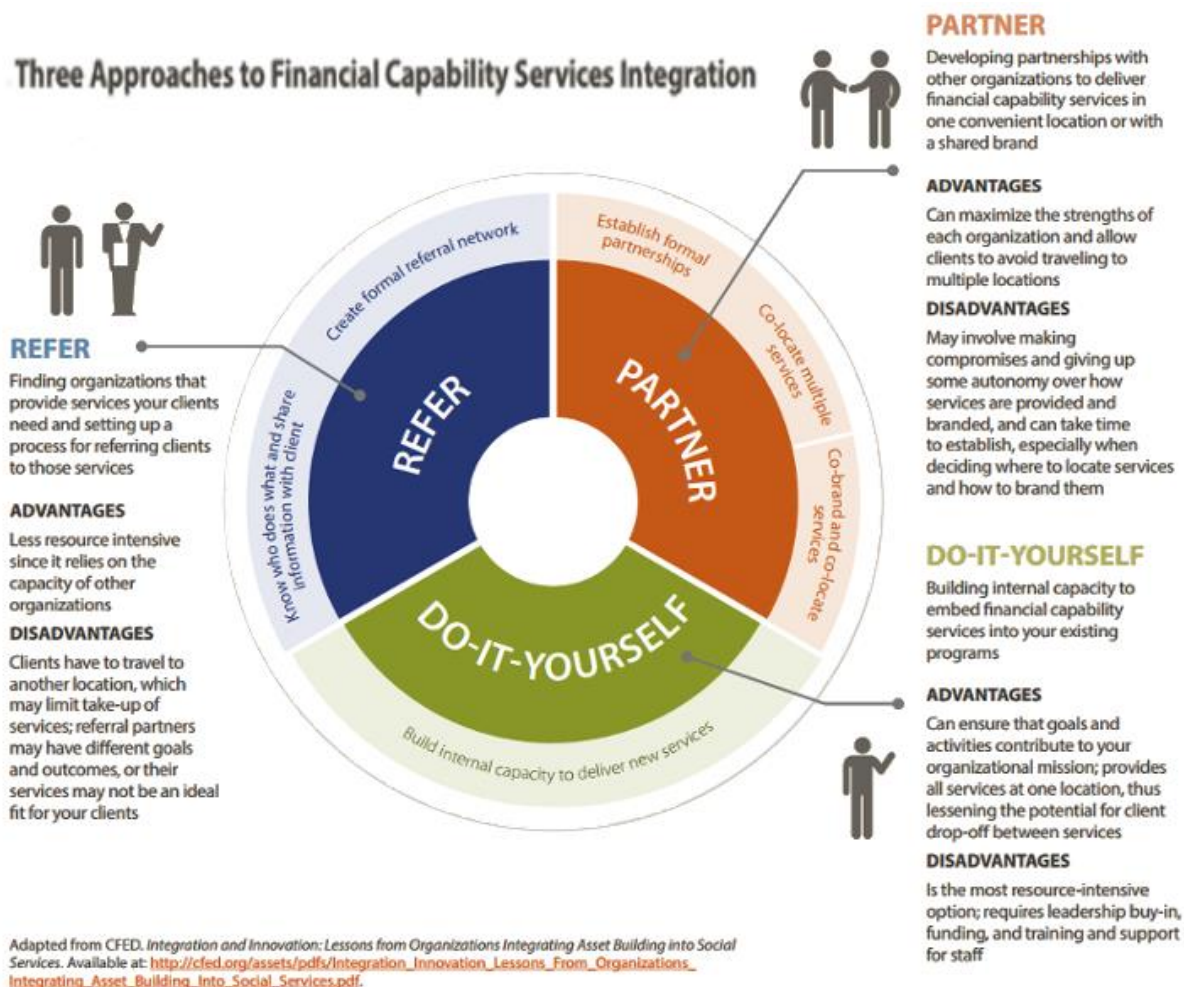 Three Approaches to Financial Capability Services Integration
REFER
Finding organizations that
provide services your clients
need and setting up a
process for referring clients
to those services
ADVANTAGES
Less resource intensive
since it relies on the
capacity of other
organizations
DISADVANTAGES
Clients have to travel to
another location, which
may limit take-up of
services; referral partners
may have different goals
and outcomes, or their
services may not be an ideal
fit for your clients
Create formal referral network
Know who does what and share
information with client
REFER
Establish formal
partnerships
Co-locate multiple
services
Co-brand and co-locate
services
PARTNER
DO-IT-YOURSELF
Build internal capacity to deliver new services
PARTNER
Developing partnerships with
other organizations to deliver
financial capability services in
one convenient location or with
a shared brand
ADVANTAGES
Can maximize the strengths of
each organization and allow
clients to avoid traveling to
multiple locations
DISADVANTAGES
May involve making
compromises and giving up
some autonomy over how
services are provided and
branded, and can take time
to establish, especially when
deciding where to locate services
and how to brand them
DO-IT-YOURSELF
Building internal capacity to
embed financial capability
services into your existing
programs
ADVANTAGES
Can ensure that goals and
activities contribute to your
organizational mission; provides
all services at one location, thus
lessening the potential for client
drop-off between services
DISADVANTAGES
Is the most resource-intensive
option; requires leadership buy-in,
funding, and training and support
for staff
Adapted from CFED. Integration and Innovation: Lessons from Organizations Integrating Asset Building into Social
Services. Available at: http://cfed.org/assets/pdfs/Integration_Innovation_Lessons_From_Organizations_
Integrating_Asset_Building_Into_Social_Services.pdf.